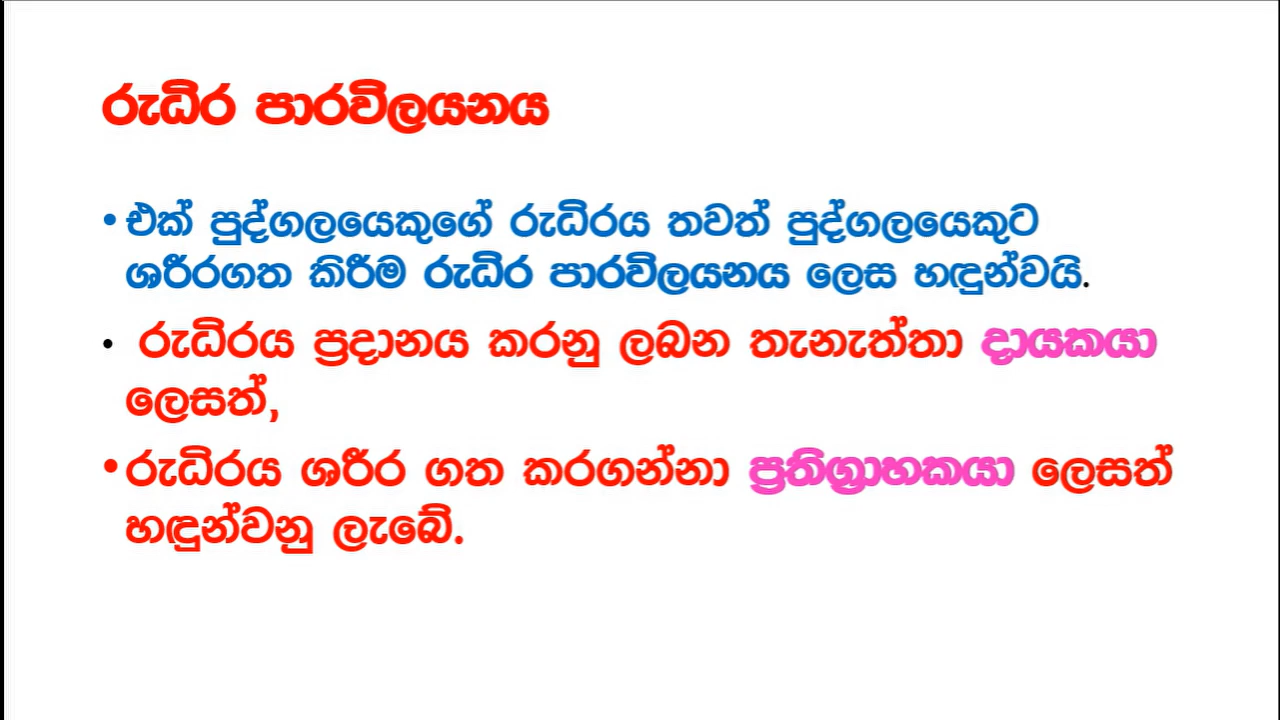 රුධිර පාරවිලයනය
• එක් පුද්ගලයෙකුගේ රුධිරය තවත් පුද්ගලයෙකුට
ශරීරගත කිරීම රුධිර පාරවිලයනය ලෙස හඳුන්වයි.
• රුධිරය ප්‍රදානය කරනු ලබන තැනැත්තා දායකයා
ලෙසත්,
• රුධිරය ශරීර ගත කරගන්නා ප්‍රතිග්‍රාහකයා ලෙසත්
හඳුන්වනු ලැබේ.